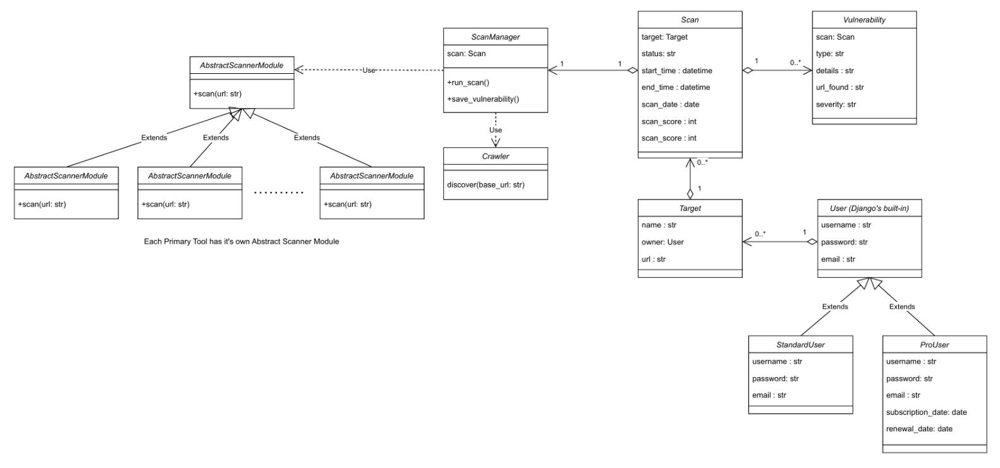 AbstractScannerModule
+scan(url: str)
Use
ScanManager
scan: Scan
+run_scan()
+save_vulnerability()
1
1
Scan
target: Target
status: str
start_time : datetime
end_time : datetime
scan_date : date
scan_score : int
scan_score : int
1
0..*
Vulnerability
scan: Scan
type: str
details : str
url_found : str
severity: str
Extends
Extends
Extends
Use
AbstractScannerModule
+scan(url: str)
AbstractScannerModule
+scan(url: str)
..........
AbstractScannerModule
+scan(url: str)
Each Primary Tool has it's own Abstract Scanner Module
Crawler
discover(base_url: str)
0..*
1
Target
name : str
owner: User
url : str
0..*
1
User (Django's built-in)
username : str
password: str
email : str
Extends
Extends
StandardUser
username : str
password: str
email : str
ProUser
username : str
password: str
email : str
subscription_date: date
renewal_date: date